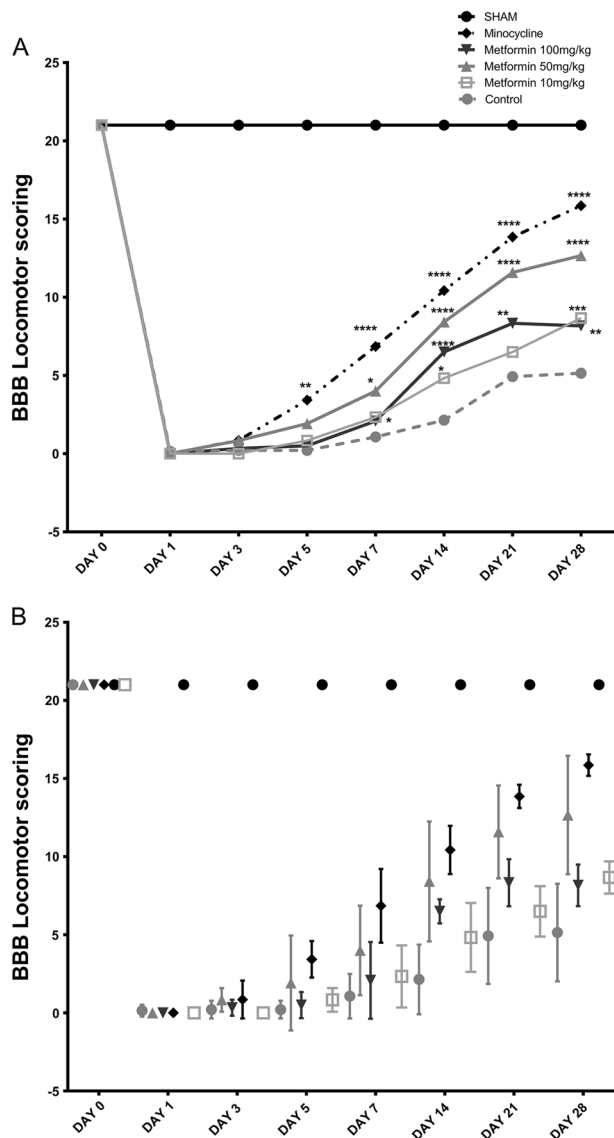 SHAM
Minocycline
Metformin 100mg/kg
Metformin 50mg/kg
Metformin 10mg/kg
Control
A
BBB Locomotor scoring
25
20
15
10
5
0
-5
****
****
****
****
****
****
****
**
***
**
****
****
*
**
*
*
DAY 0
DAY 1
DAY 3
DAY 5
DAY 7
DAY 14
DAY 21
DAY 28
B
BBB Locomotor scoring
25
20
15
10
5
0
-5
DAY 0
DAY 1
DAY 3
DAY 5
DAY 7
DAY 14
DAY 21
DAY 28